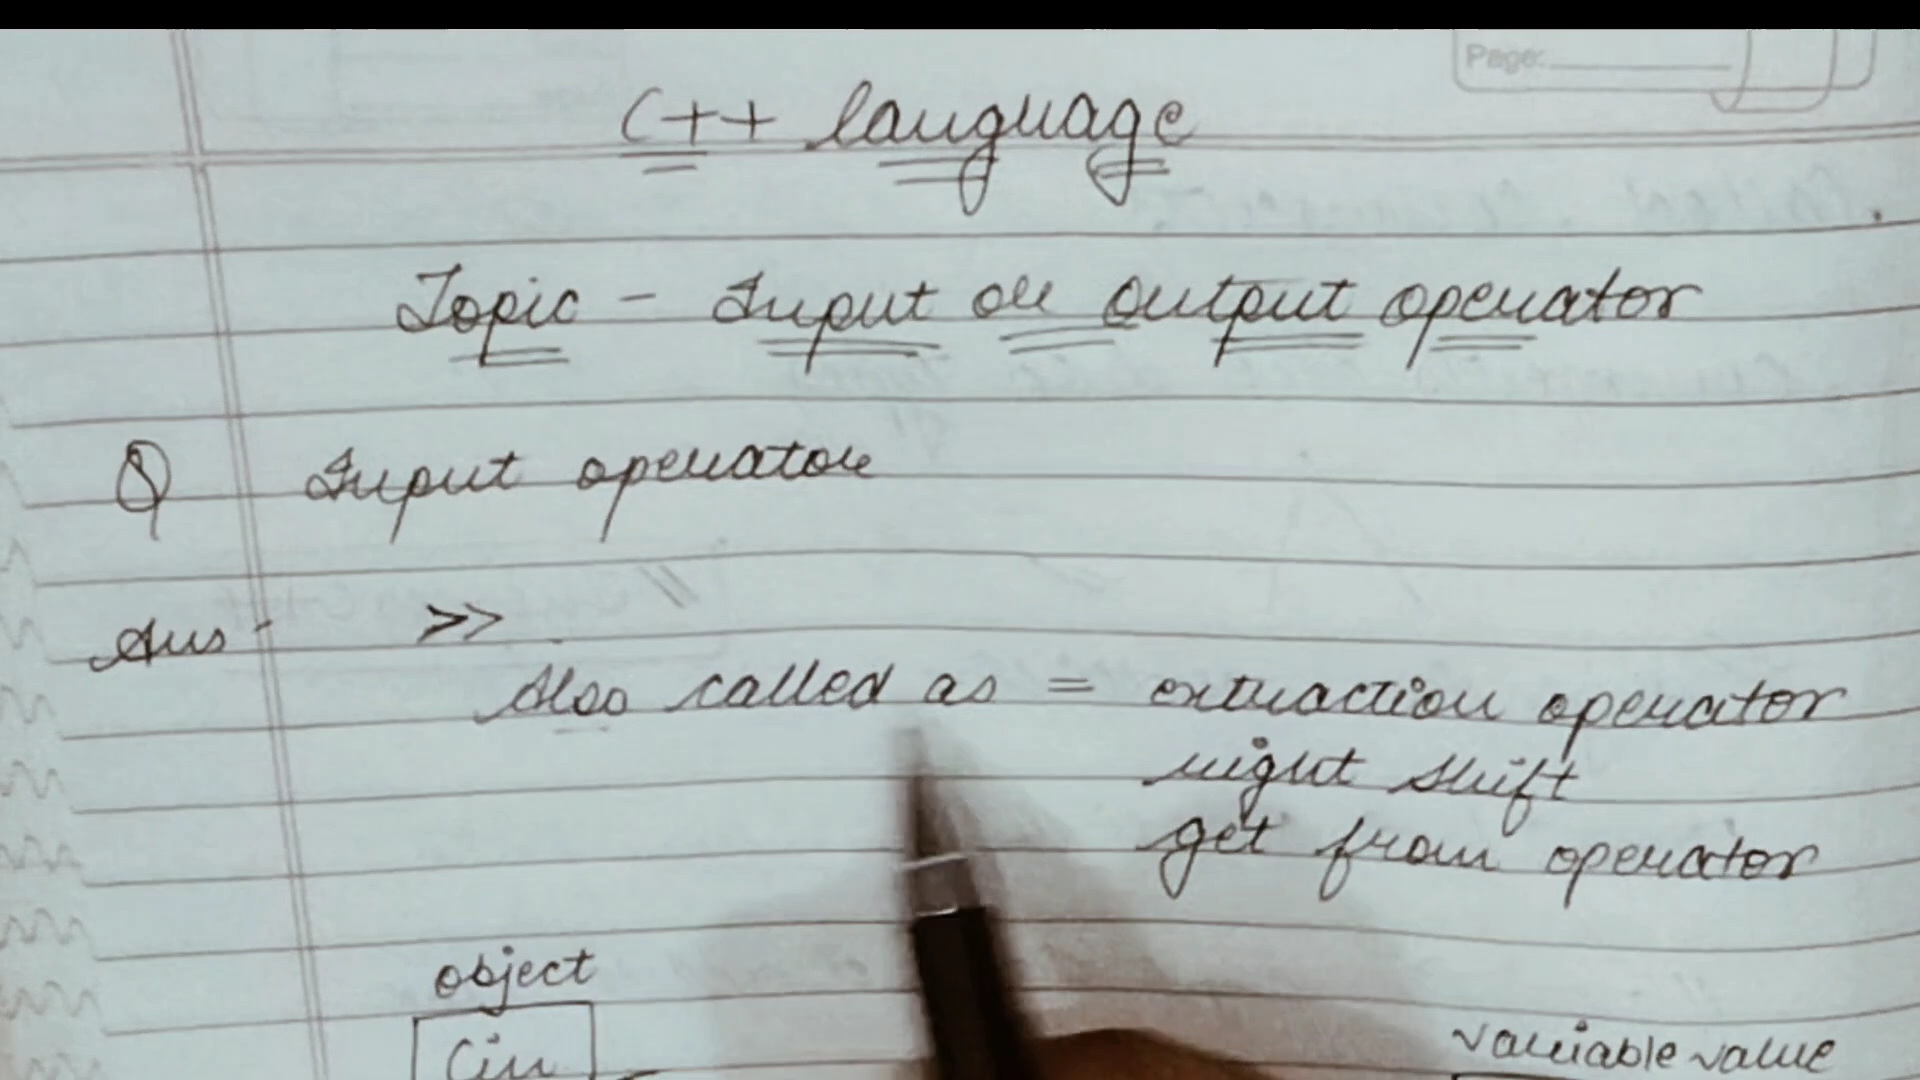 Page:
C++ language
Topic - Input or output operator
Q Input operator
Ans - >>
Also called as = extraction operator
right shift
get from operator
object
Cin
variable value